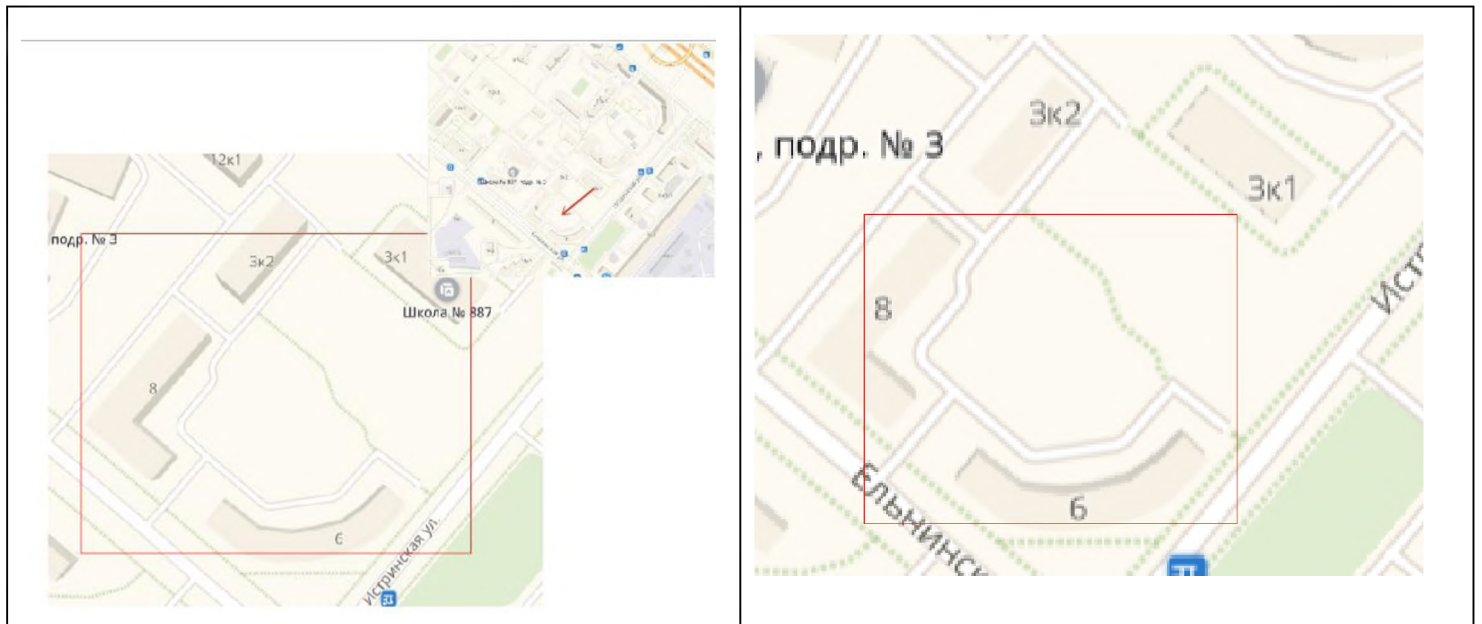 12к1
подр. № 3
3к2
3к1
Школа № 887
8
6
Истринская ул.
3к2
, подр. № 3
3к1
8
Ист
6
Ельнинск